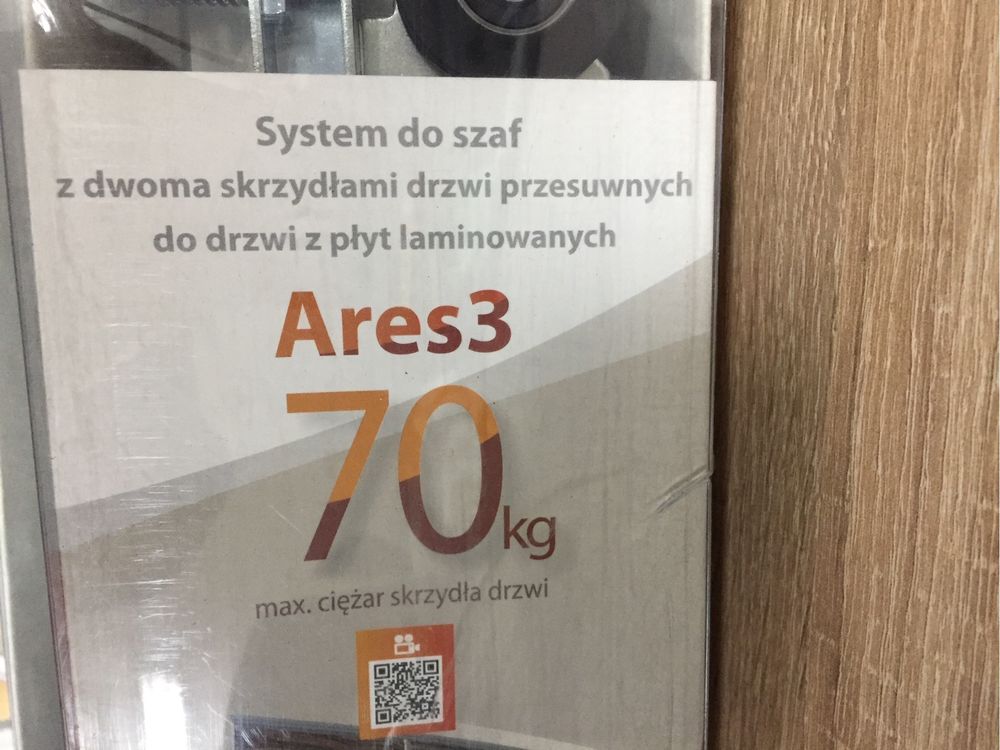 System do szaf
z dwoma skrzydłami drzwi przesuwnych
do drzwi z płyt laminowanych
Ares3
70kg
max. ciężar skrzydła drzwi